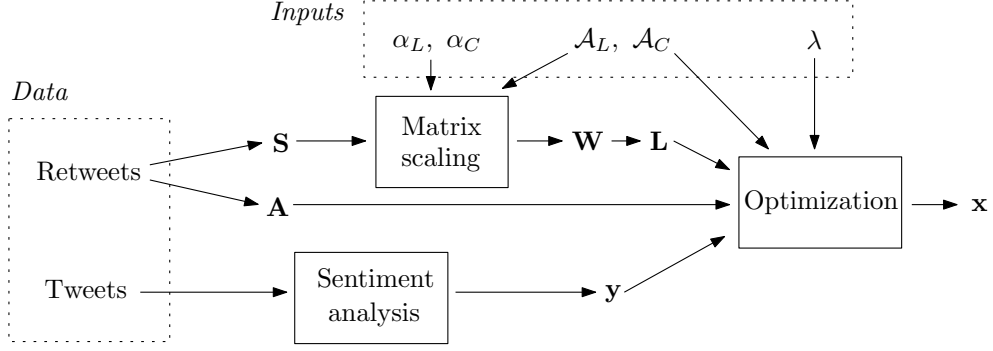 Inputs
α_L, α_C
𝒜_L, 𝒜_C
λ
Data
Retweets
S
Matrix
scaling
W
L
A
Optimization
x
Tweets
Sentiment
analysis
y